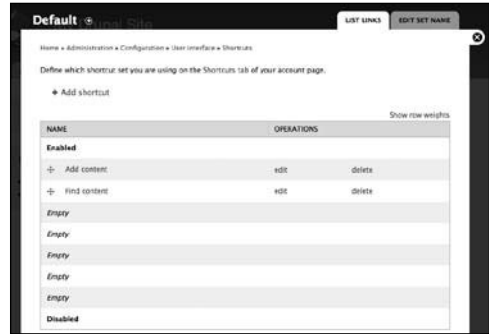 Default
Drupal Site
LIST LINKS
EDIT SET NAME
Home » Administration » Configuration » User interface » Shortcuts
Define which shortcut set you are using on the Shortcuts tab of your account page.
+ Add shortcut
Show row weights
NAME OPERATIONS
Enabled
Add content edit delete
Find content edit delete
Empty
Empty
Empty
Empty
Empty
Disabled